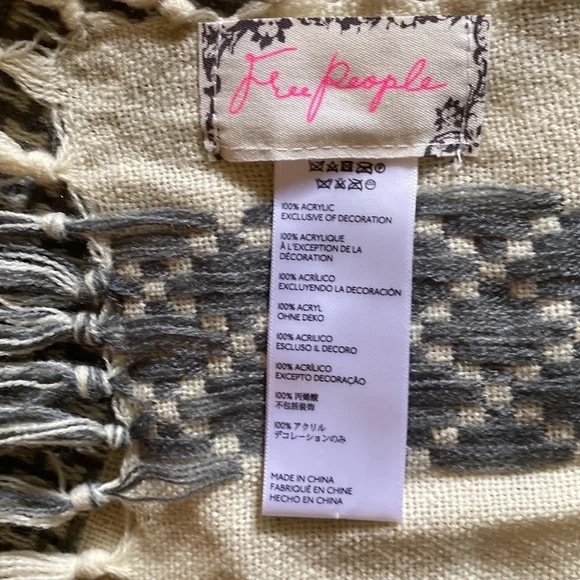 Free People
100% ACRYLIC
EXCLUSIVE OF DECORATION
100% ACRYLIQUE
À L'EXCEPTION DE LA
DÉCORATION
100% ACRÍLICO
EXCLUYENDO LA DECORACIÓN
100% ACRYL
OHNE DEKO
100% ACRILICO
ESCLUSO IL DECORO
100% ACRÍLICO
EXCEPTO DECORAÇÃO
100% 丙烯酸
不包括装饰
100% アクリル
デコレーションのみ
MADE IN CHINA
FABRIQUÉ EN CHINE
HECHO EN CHINA